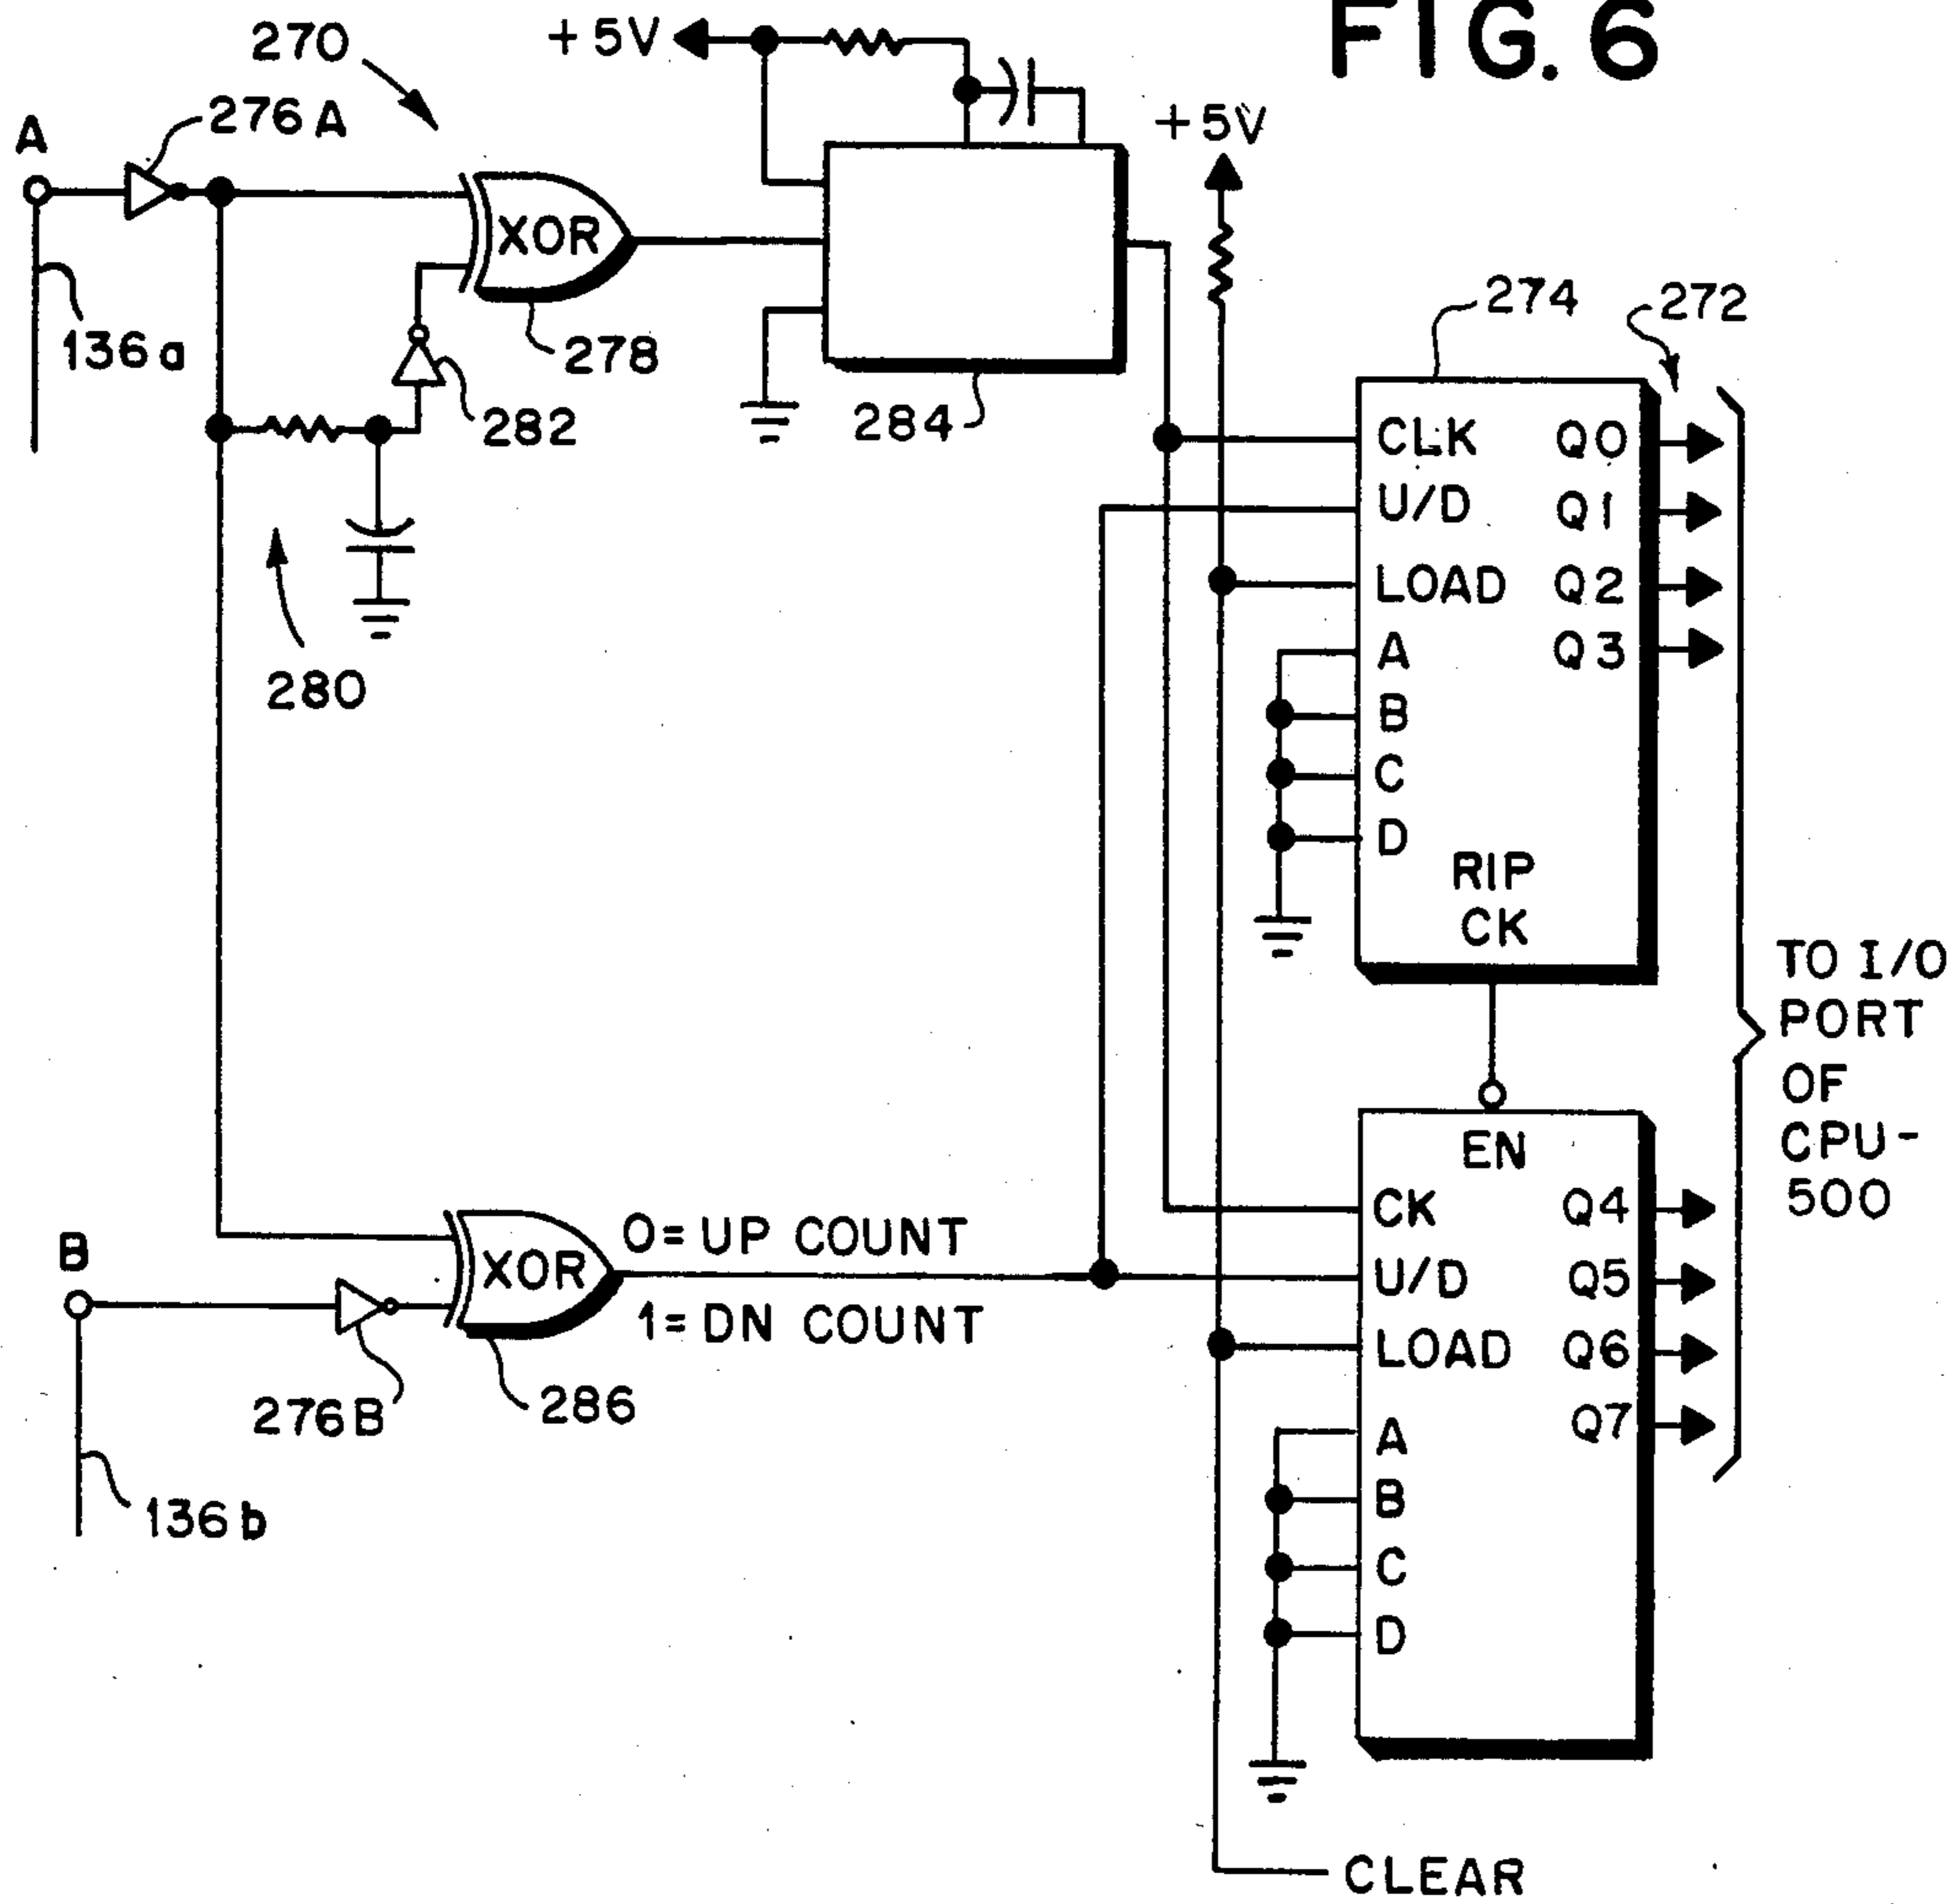 FIG. 6
270
+5V
276A
A
+5V
XOR
136a
278
282
284
280
274
272
CLK Q0
U/D Q1
LOAD Q2
A Q3
B
C
D
RIP
CK
TO I/O
PORT
OF
CPU-
500
EN
CK Q4
U/D Q5
LOAD Q6
A Q7
B
C
D
B
XOR
0= UP COUNT
1= DN COUNT
276B
286
136b
CLEAR